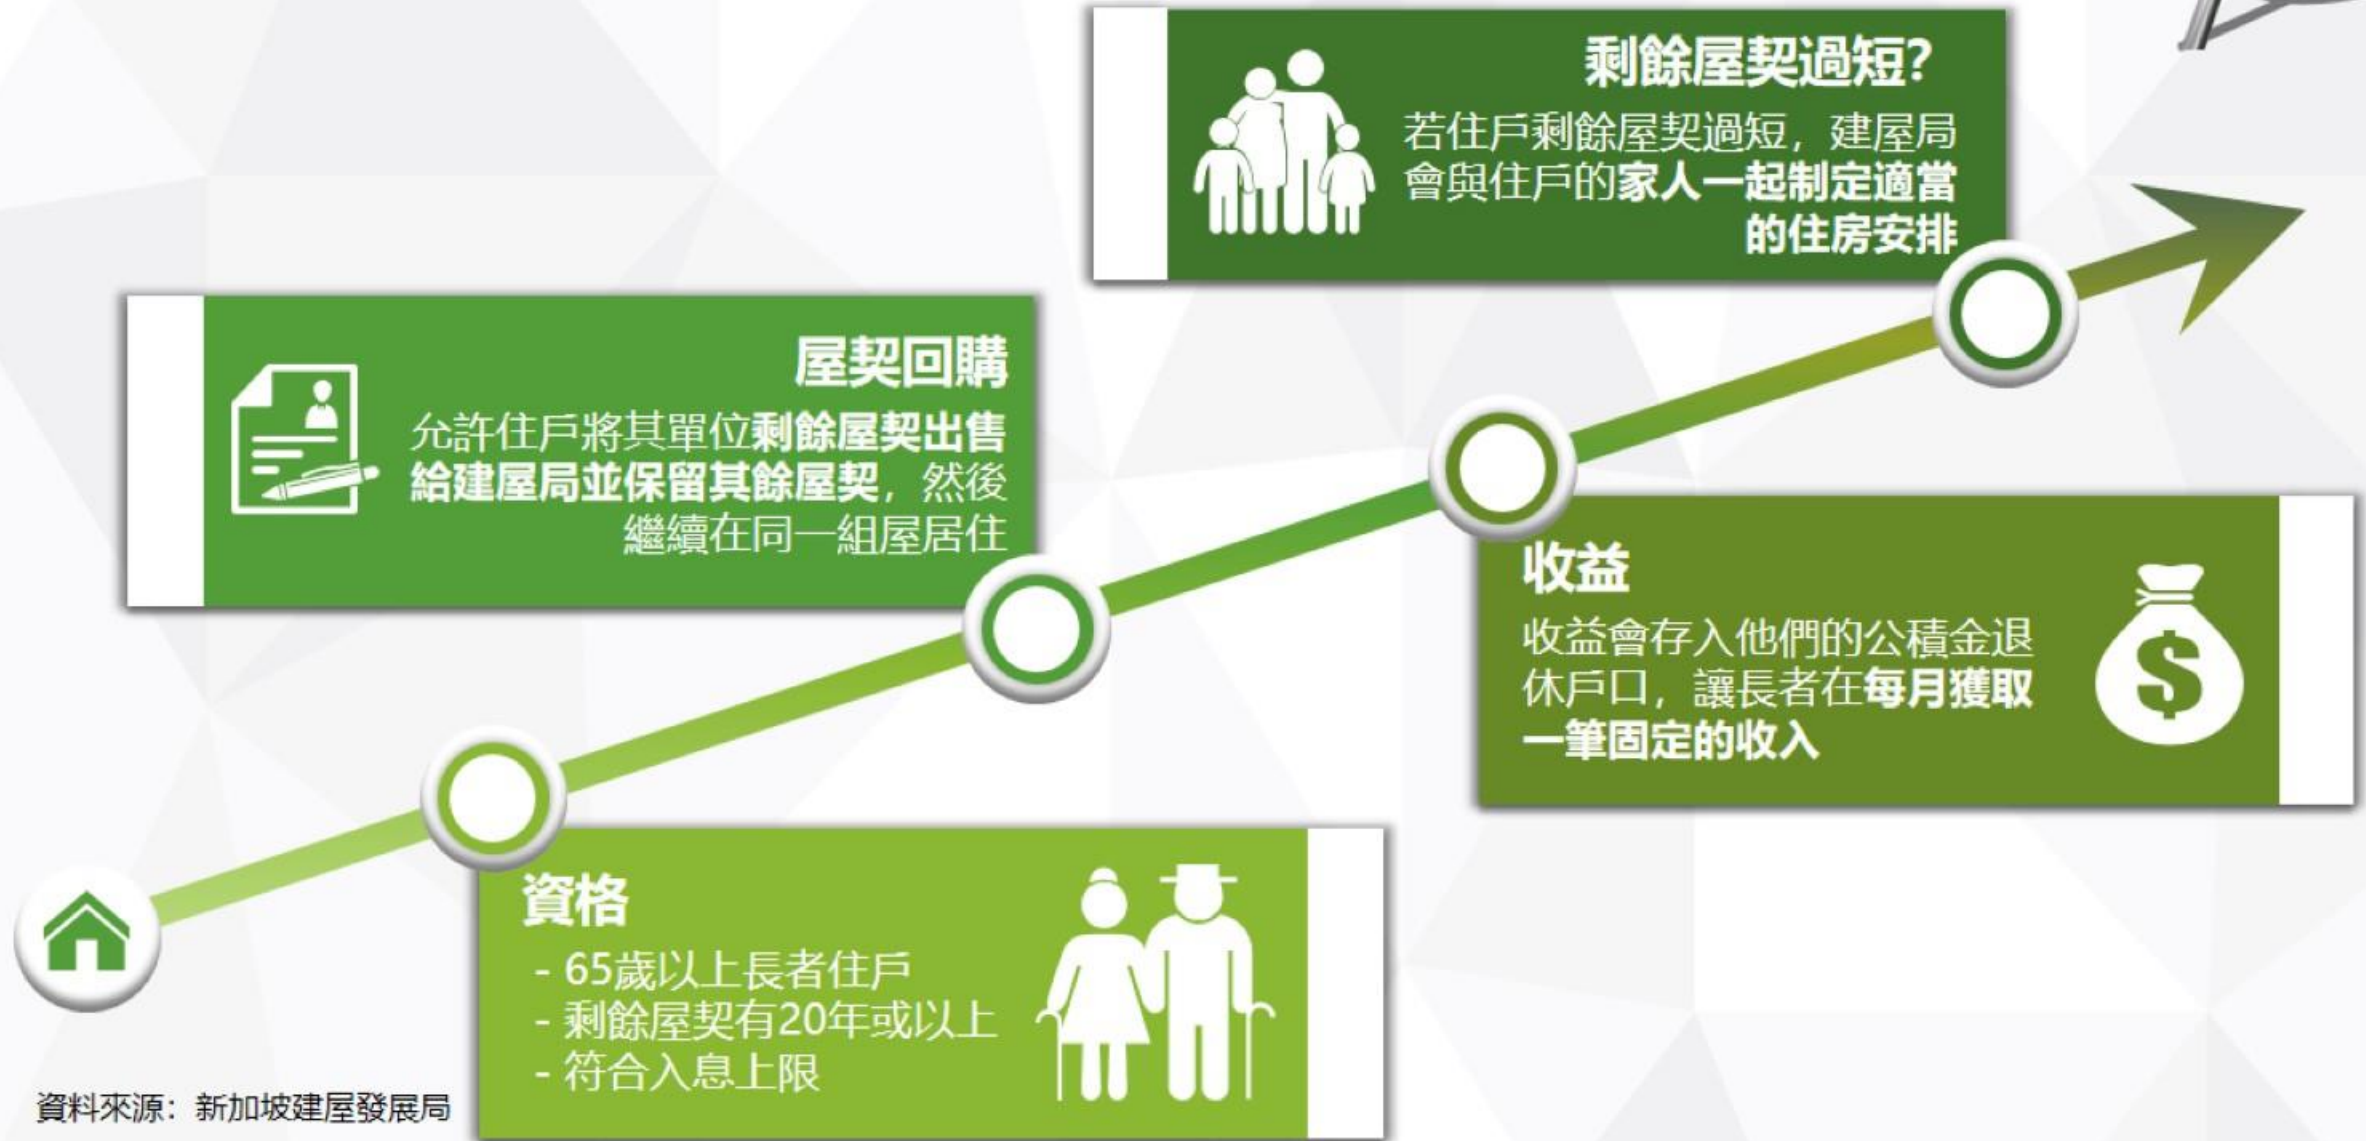 剩餘屋契過短?
若住戶剩餘屋契過短，建屋局
會與住戶的家人一起制定適當
的住房安排
屋契回購
允許住戶將其單位剩餘屋契出售
給建屋局並保留其餘屋契，然後
繼續在同一組屋居住
收益
收益會存入他們的公積金退
休戶口，讓長者在每月獲取
一筆固定的收入
$
資格
- 65歲以上長者住戶
- 剩餘屋契有20年或以上
- 符合入息上限
資料來源：新加坡建屋發展局